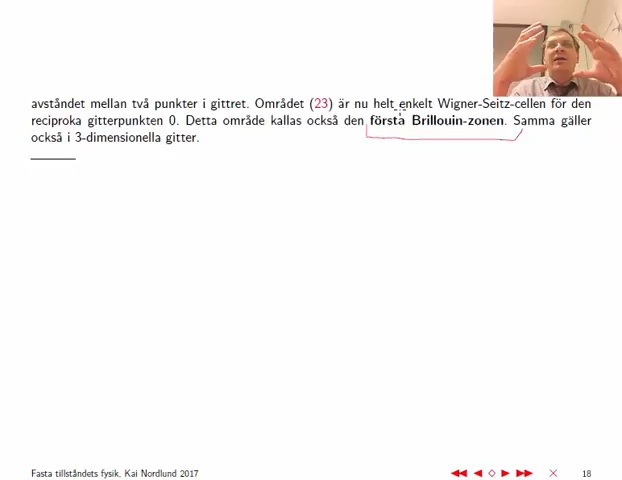 avståndet mellan två punkter i gittret. Området (23) är nu helt enkelt Wigner-Seitz-cellen för den
reciproka gitterpunkten 0. Detta område kallas också den första Brillouin-zonen. Samma gäller
också i 3-dimensionella gitter.
Fasta tillståndets fysik, Kai Nordlund 2017
18